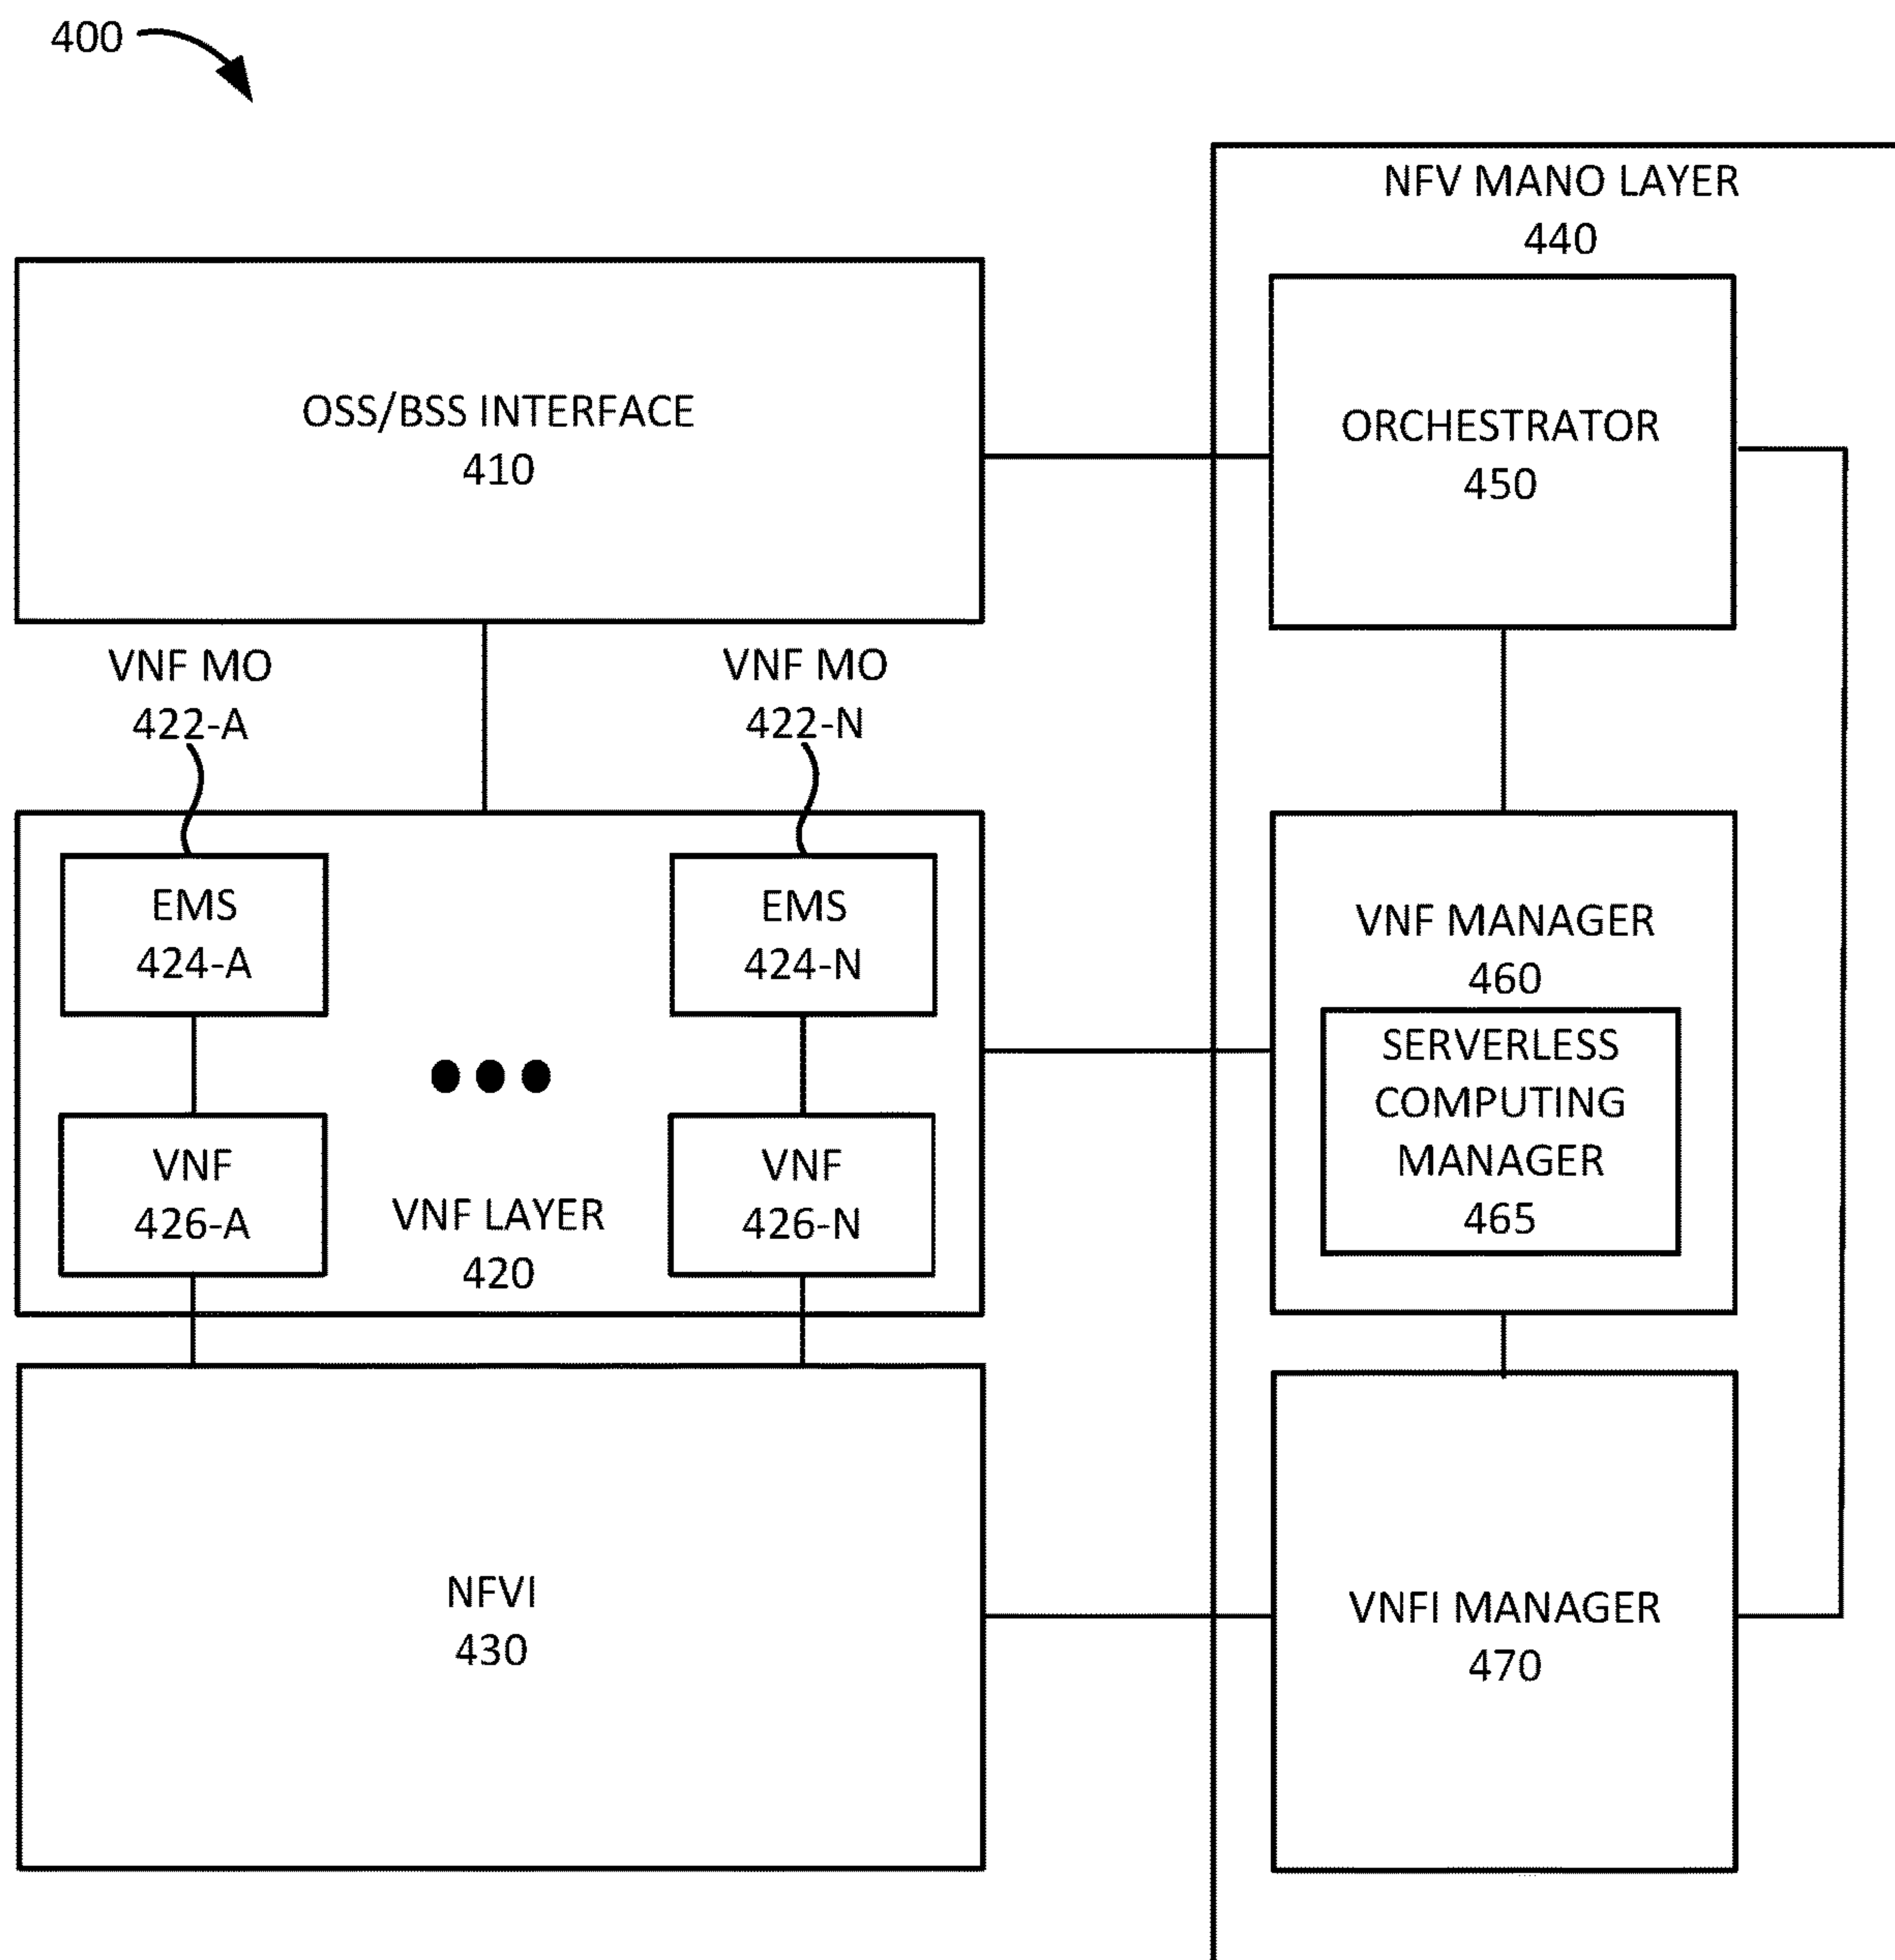 400
NFV MANO LAYER
440
OSS/BSS INTERFACE
410
ORCHESTRATOR
450
VNF MO
422-A
VNF MO
422-N
EMS
424-A
EMS
424-N
VNF
426-A
VNF LAYER
420
VNF
426-N
VNF MANAGER
460
SERVERLESS
COMPUTING
MANAGER
465
NFVI
430
VNFI MANAGER
470